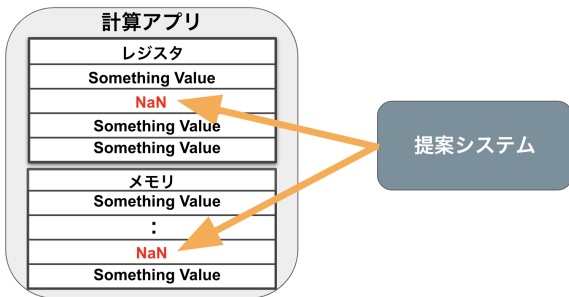 計算アプリ
レジスタ
Something Value
NaN
Something Value
Something Value
メモリ
Something Value
:
NaN
Something Value
提案システム